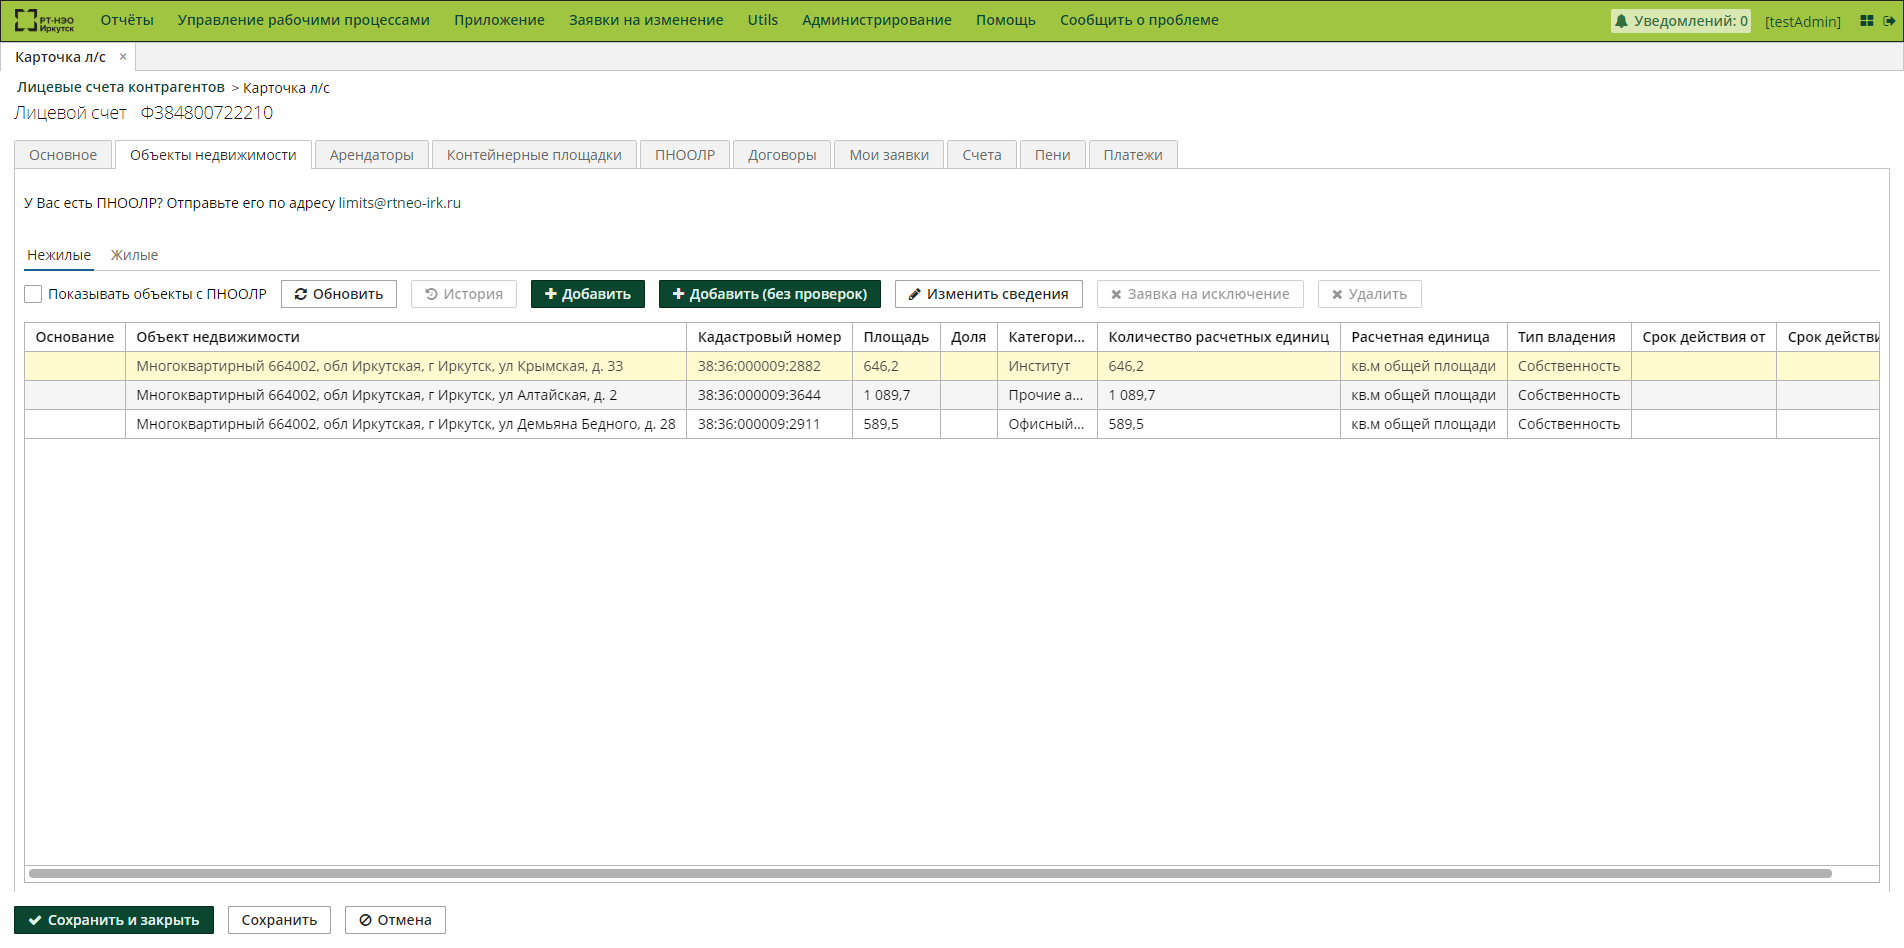 РТ-НЭО Иркутск Отчёты Управление рабочими процессами Приложение Заявки на изменение Utils Администрирование Помощь Сообщить о проблеме Уведомлений: 0 [testAdmin]
Карточка л/с ×
Лицевые счета контрагентов > Карточка л/с
Лицевой счет Ф384800722210
Основное Объекты недвижимости Арендаторы Контейнерные площадки ПНООЛР Договоры Мои заявки Счета Пени Платежи
У Вас есть ПНООЛР? Отправьте его по адресу limits@rtneo-irk.ru
Нежилые Жилые
Показывать объекты с ПНООЛР Обновить История Добавить Добавить (без проверок) Изменить сведения Заявка на исключение Удалить
Основание Объект недвижимости Кадастровый номер Площадь Доля Категори... Количество расчетных единиц Расчетная единица Тип владения Срок действия от Срок действи
Многоквартирный 664002, обл Иркутская, г Иркутск, ул Крымская, д. 33 38:36:000009:2882 646,2 Институт 646,2 кв.м общей площади Собственность
Многоквартирный 664002, обл Иркутская, г Иркутск, ул Алтайская, д. 2 38:36:000009:3644 1 089,7 Прочие а... 1 089,7 кв.м общей площади Собственность
Многоквартирный 664002, обл Иркутская, г Иркутск, ул Демьяна Бедного, д. 28 38:36:000009:2911 589,5 Офисный... 589,5 кв.м общей площади Собственность
Сохранить и закрыть Сохранить Отмена